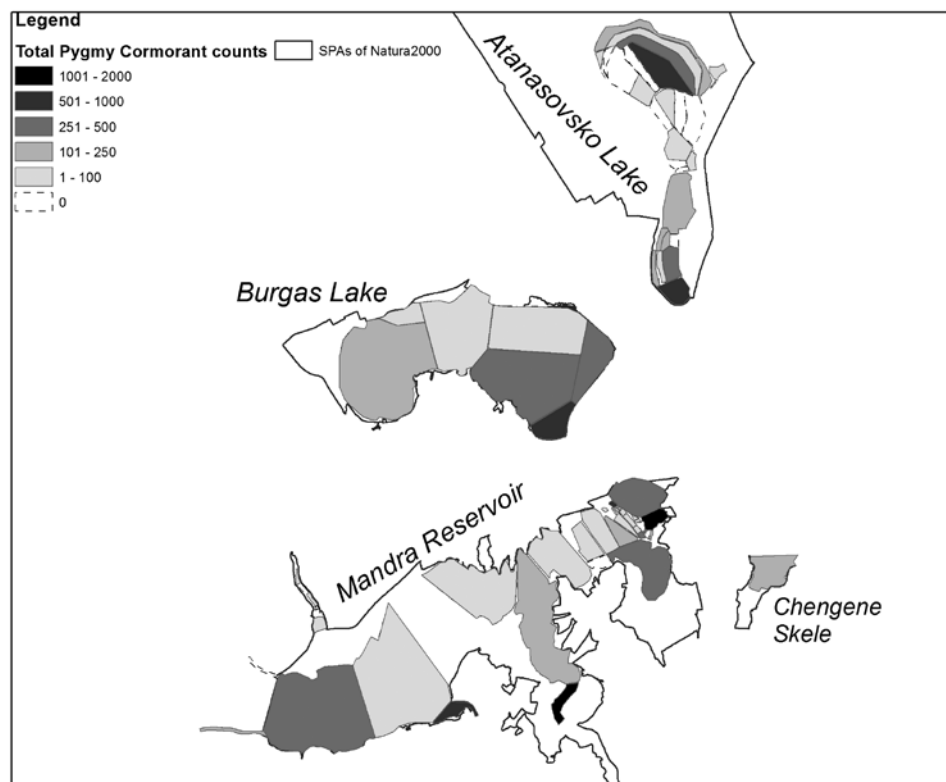 Legend
Total Pygmy Cormorant counts
SPAs of Natura2000
1001 - 2000
501 - 1000
251 - 500
101 - 250
1 - 100
0
Atanasovsko Lake
Burgas Lake
Mandra Reservoir
Chengene
Skele